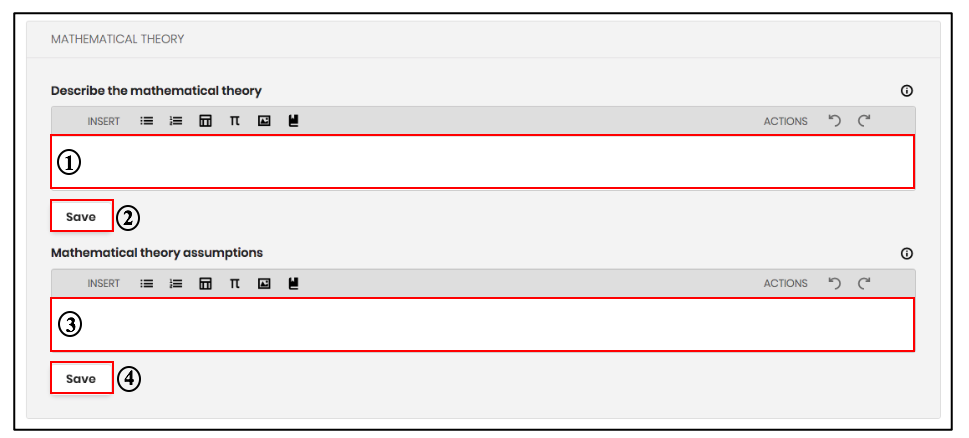 MATHEMATICAL THEORY
Describe the mathematical theory
INSERT π ACTIONS
1
Save 2
Mathematical theory assumptions
INSERT π ACTIONS
3
Save 4